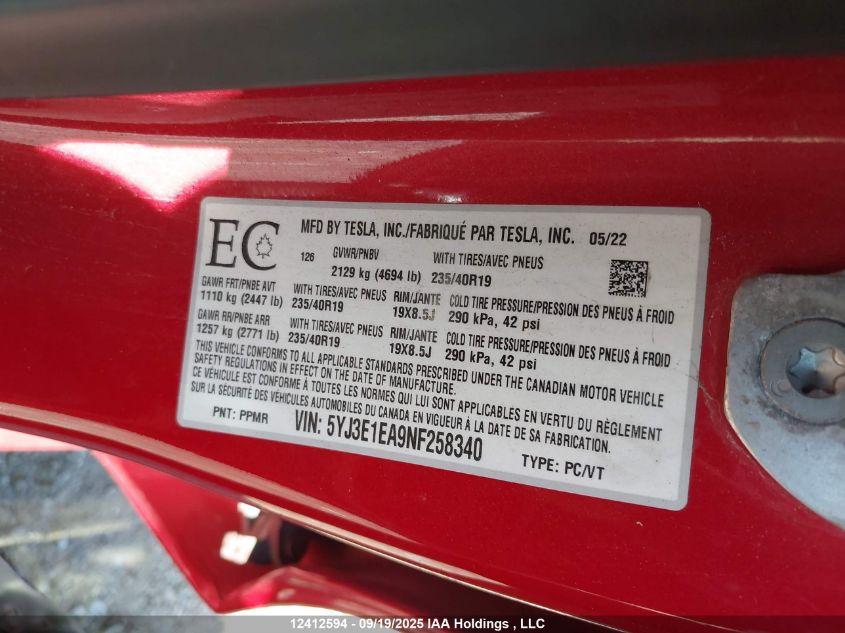 EC
MFD BY TESLA, INC./FABRIQUÉ PAR TESLA, INC. 05/22
126 GVWR/PNBV WITH TIRES/AVEC PNEUS
2129 kg (4694 lb) 235/40R19
GAWR FRT/PNBE AVT WITH TIRES/AVEC PNEUS RIM/JANTE COLD TIRE PRESSURE/PRESSION DES PNEUS À FROID
1110 kg (2447 lb) 235/40R19 19X8.5J 290 kPa, 42 psi
GAWR RR/PNBE ARR WITH TIRES/AVEC PNEUS RIM/JANTE COLD TIRE PRESSURE/PRESSION DES PNEUS À FROID
1257 kg (2771 lb) 235/40R19 19X8.5J 290 kPa, 42 psi
THIS VEHICLE CONFORMS TO ALL APPLICABLE STANDARDS PRESCRIBED UNDER THE CANADIAN MOTOR VEHICLE
SAFETY REGULATIONS IN EFFECT ON THE DATE OF MANUFACTURE.
CE VÉHICULE EST CONFORME À TOUTES LES NORMES QUI LUI SONT APPLICABLES EN VERTU DU RÈGLEMENT
SUR LA SÉCURITÉ DES VÉHICULES AUTOMOBILES DU CANADA EN VIGUEUR À LA DATE DE SA FABRICATION.
PNT: PPMR VIN: 5YJ3E1EA9NF258340 TYPE: PC/VT
12412594 - 09/19/2025 IAA Holdings , LLC